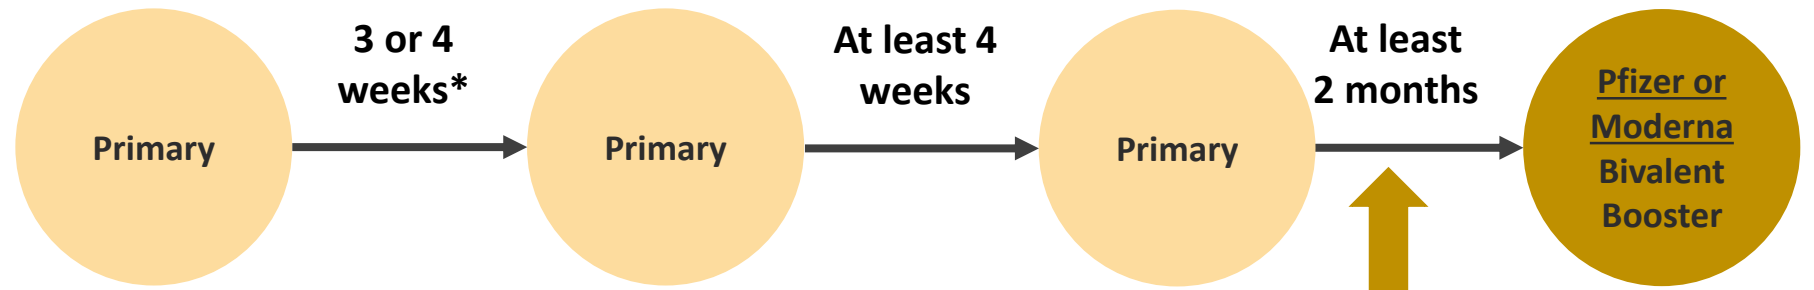 Primary
3 or 4
weeks*
Primary
At least 4
weeks
Primary
At least
2 months
Pfizer or
Moderna
Bivalent
Booster